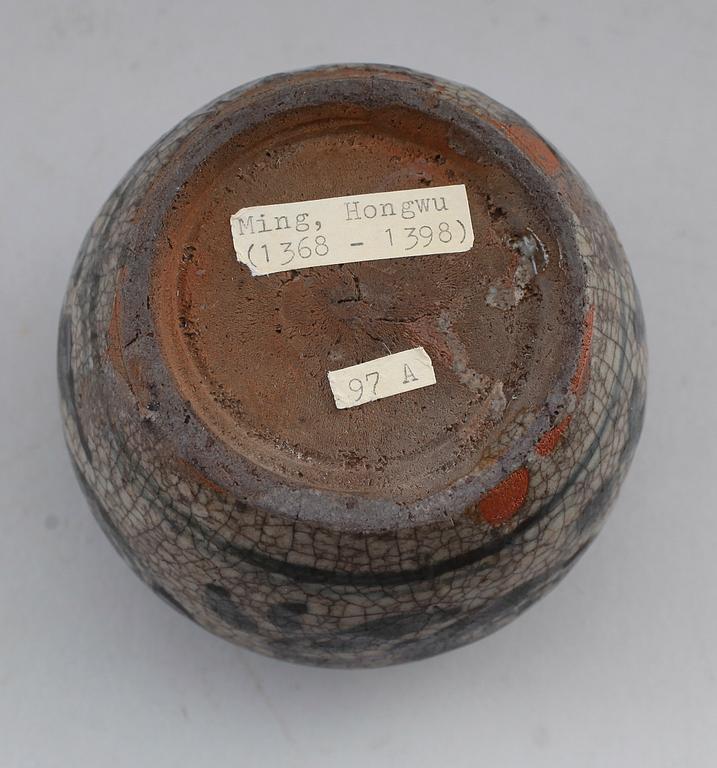 Ming, Hongwu
(1368 - 1398)
97 A